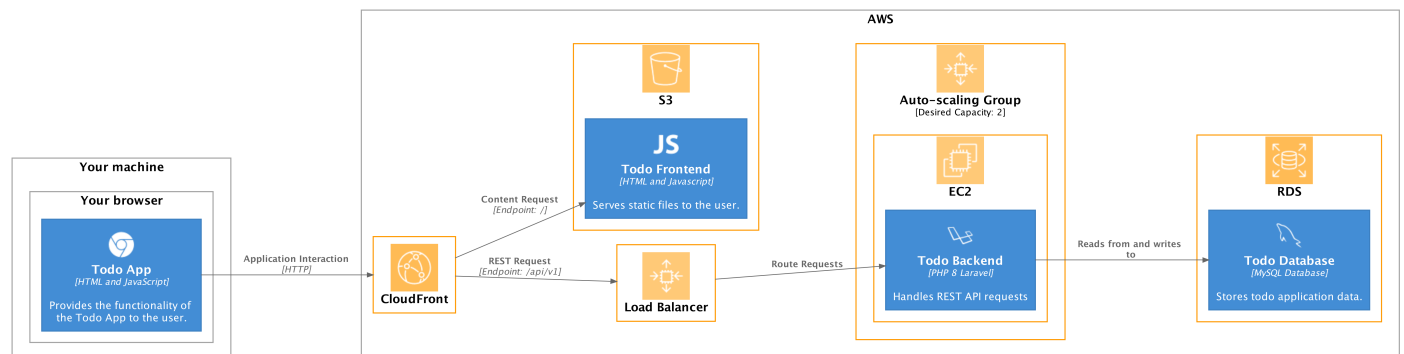 AWS
S3
JS
Todo Frontend
[HTML and Javascript]
Serves static files to the user.
Auto-scaling Group
[Desired Capacity: 2]
EC2
Todo Backend
[PHP 8 Laravel]
Handles REST API requests
RDS
Todo Database
[MySQL Database]
Stores todo application data.
Your machine
Your browser
Todo App
[HTML and JavaScript]
Provides the functionality of
the Todo App to the user.
Application Interaction
[HTTP]
CloudFront
Content Request
[Endpoint: /]
REST Request
[Endpoint: /api/v1]
Load Balancer
Route Requests
Reads from and writes
to